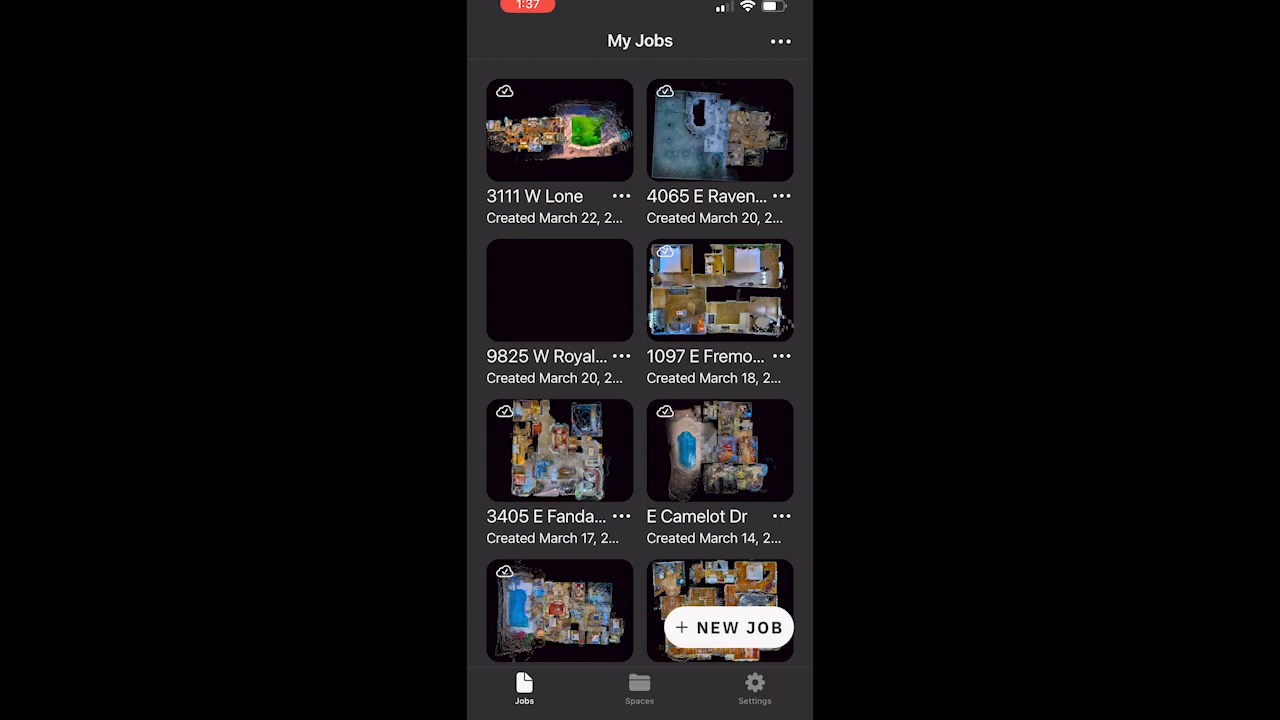 1:37
My Jobs
3111 W Lone
Created March 22, 2...
4065 E Raven...
Created March 20, 2...
9825 W Royal...
Created March 20, 2...
1097 E Fremo...
Created March 18, 2...
3405 E Fanda...
Created March 17, 2...
E Camelot Dr
Created March 14, 2...
+ NEW JOB
Jobs
Spaces
Settings